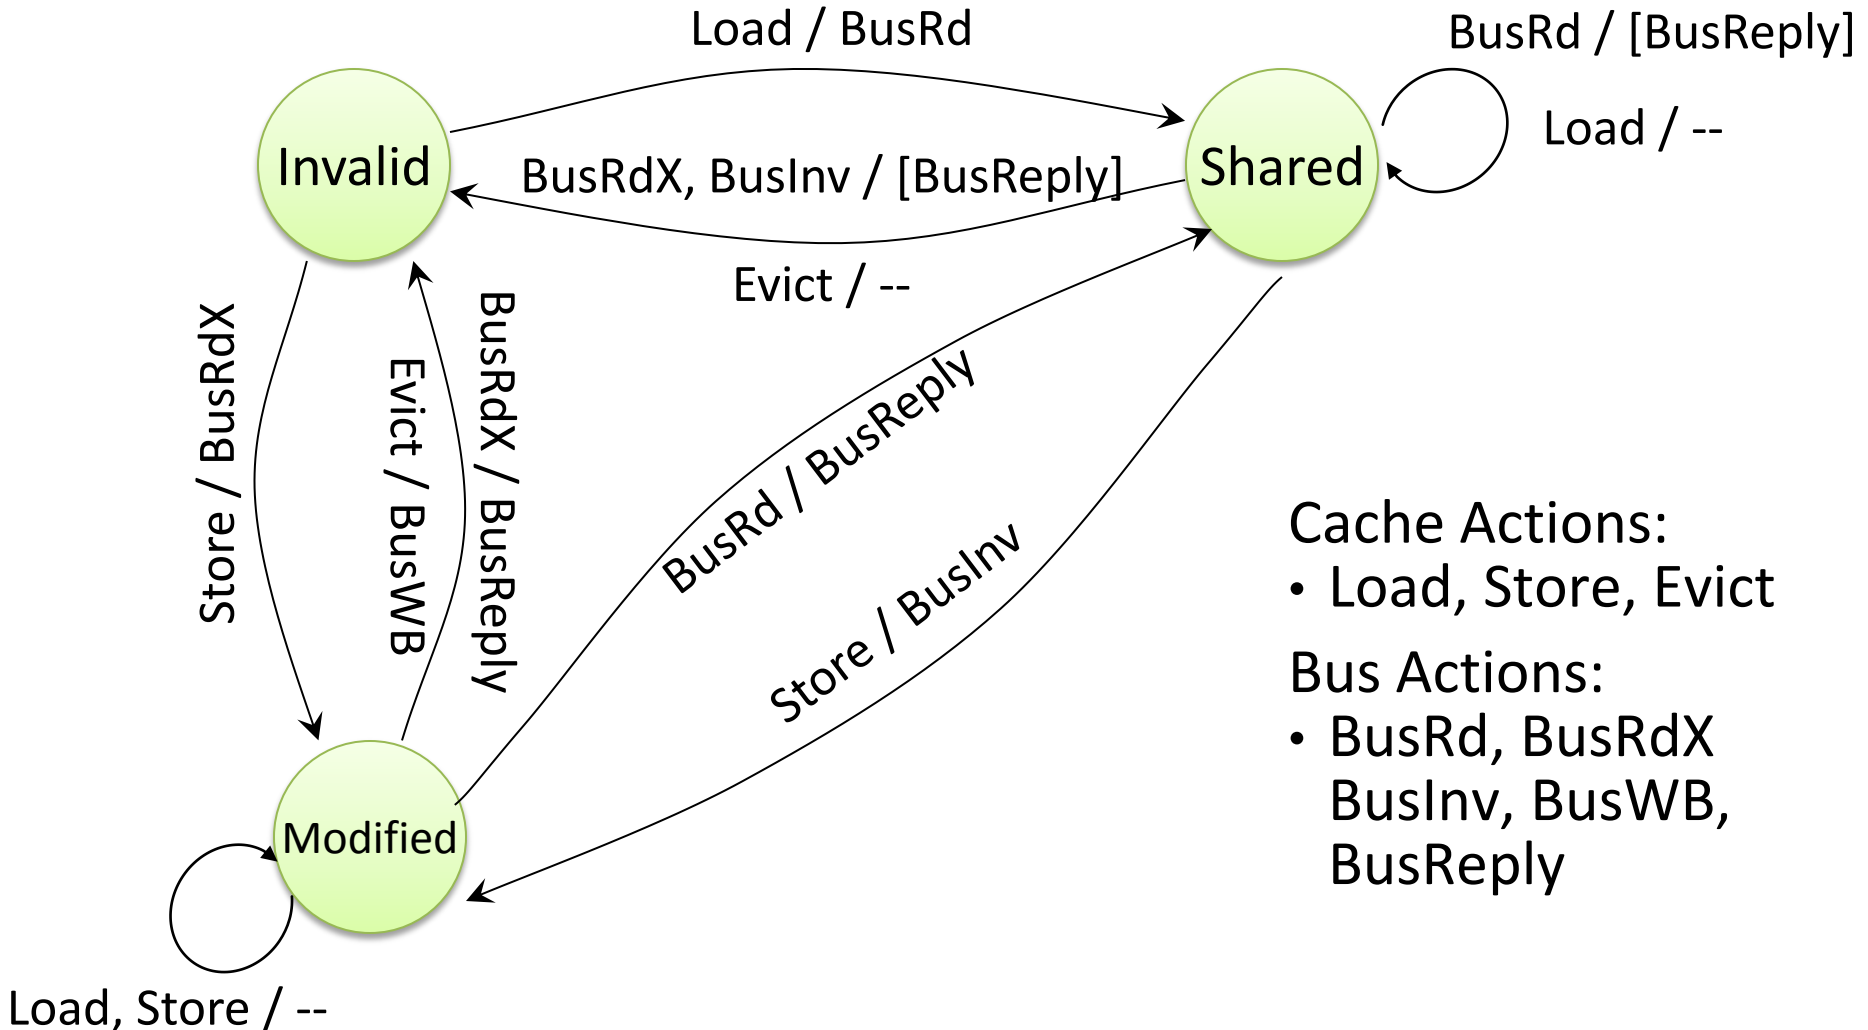 Load / BusRd
BusRd / [BusReply]
Load / --
Invalid
BusRdX, BusInv / [BusReply]
Shared
Evict / --
Store / BusRdX
Evict / BusWB
BusRdX / BusReply
BusRd / BusReply
Store / BusInv
Modified
Load, Store / --
Cache Actions:
• Load, Store, Evict
Bus Actions:
• BusRd, BusRdX
BusInv, BusWB,
BusReply